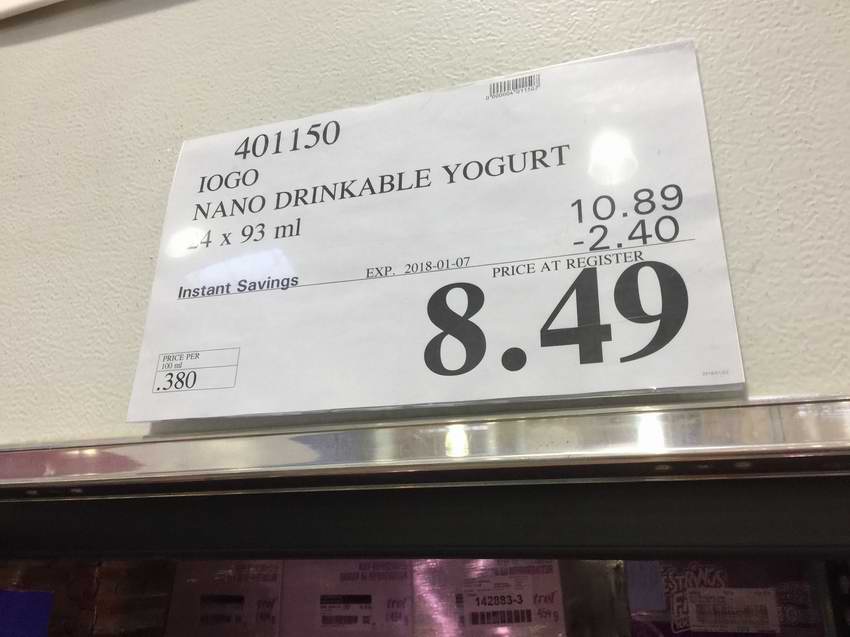 401150
IOGO
NANO DRINKABLE YOGURT
4 x 93 ml
10.89
-2.40
Instant Savings
EXP. 2018-01-07
PRICE AT REGISTER
8.49
PRICE PER
100 ml
.380
142883-3